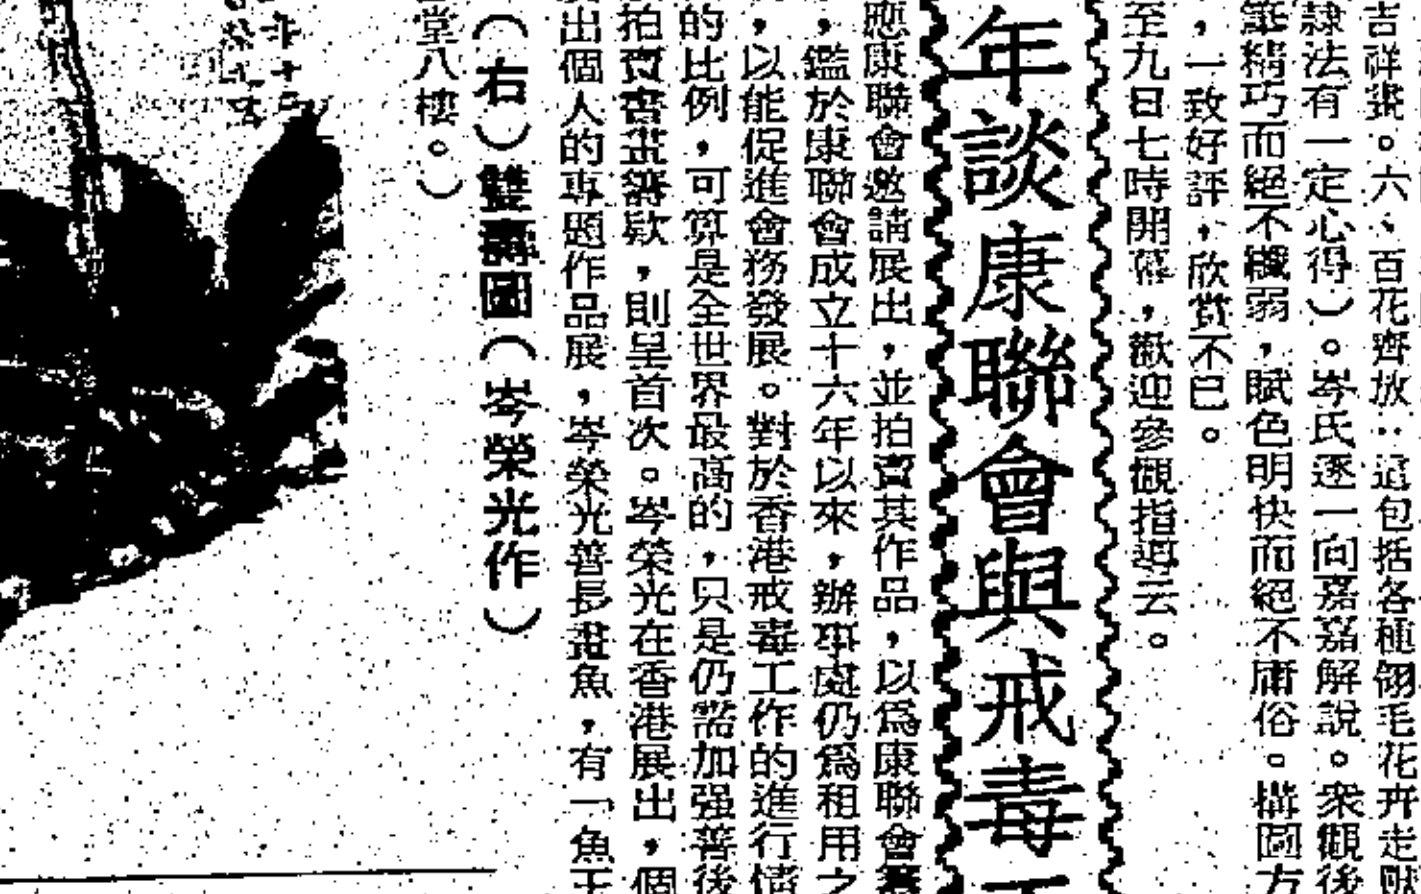 吉祥畫。六、百花齊放：這包括各種翎毛花卉走獸
隸法有一定心得）。岑氏逐一向嘉嘉解說。衆觀後
筆精巧而絕不纖弱，賦色明快而絕不庸俗。構圖方
，一致好評，欣賞不已。
至九日七時開幕，歡迎參觀指導云。
年談康聯會與戒毒工
應康聯會邀請展出，並拍賣其作品，以爲康聯會籌
，鑑於康聯會成立十六年以來，辦事處仍爲租用之
，以能促進會務發展。對於香港戒毒工作的進行情
的比例，可算是全世界最高的，只是仍需加强善後
拍賣書畫籌欵，則呈首次。岑榮光在香港展出，個
出個人的專題作品展，岑榮光善長畫魚，有一魚王
（右）雙壽圖（岑榮光作）
堂八樓。）